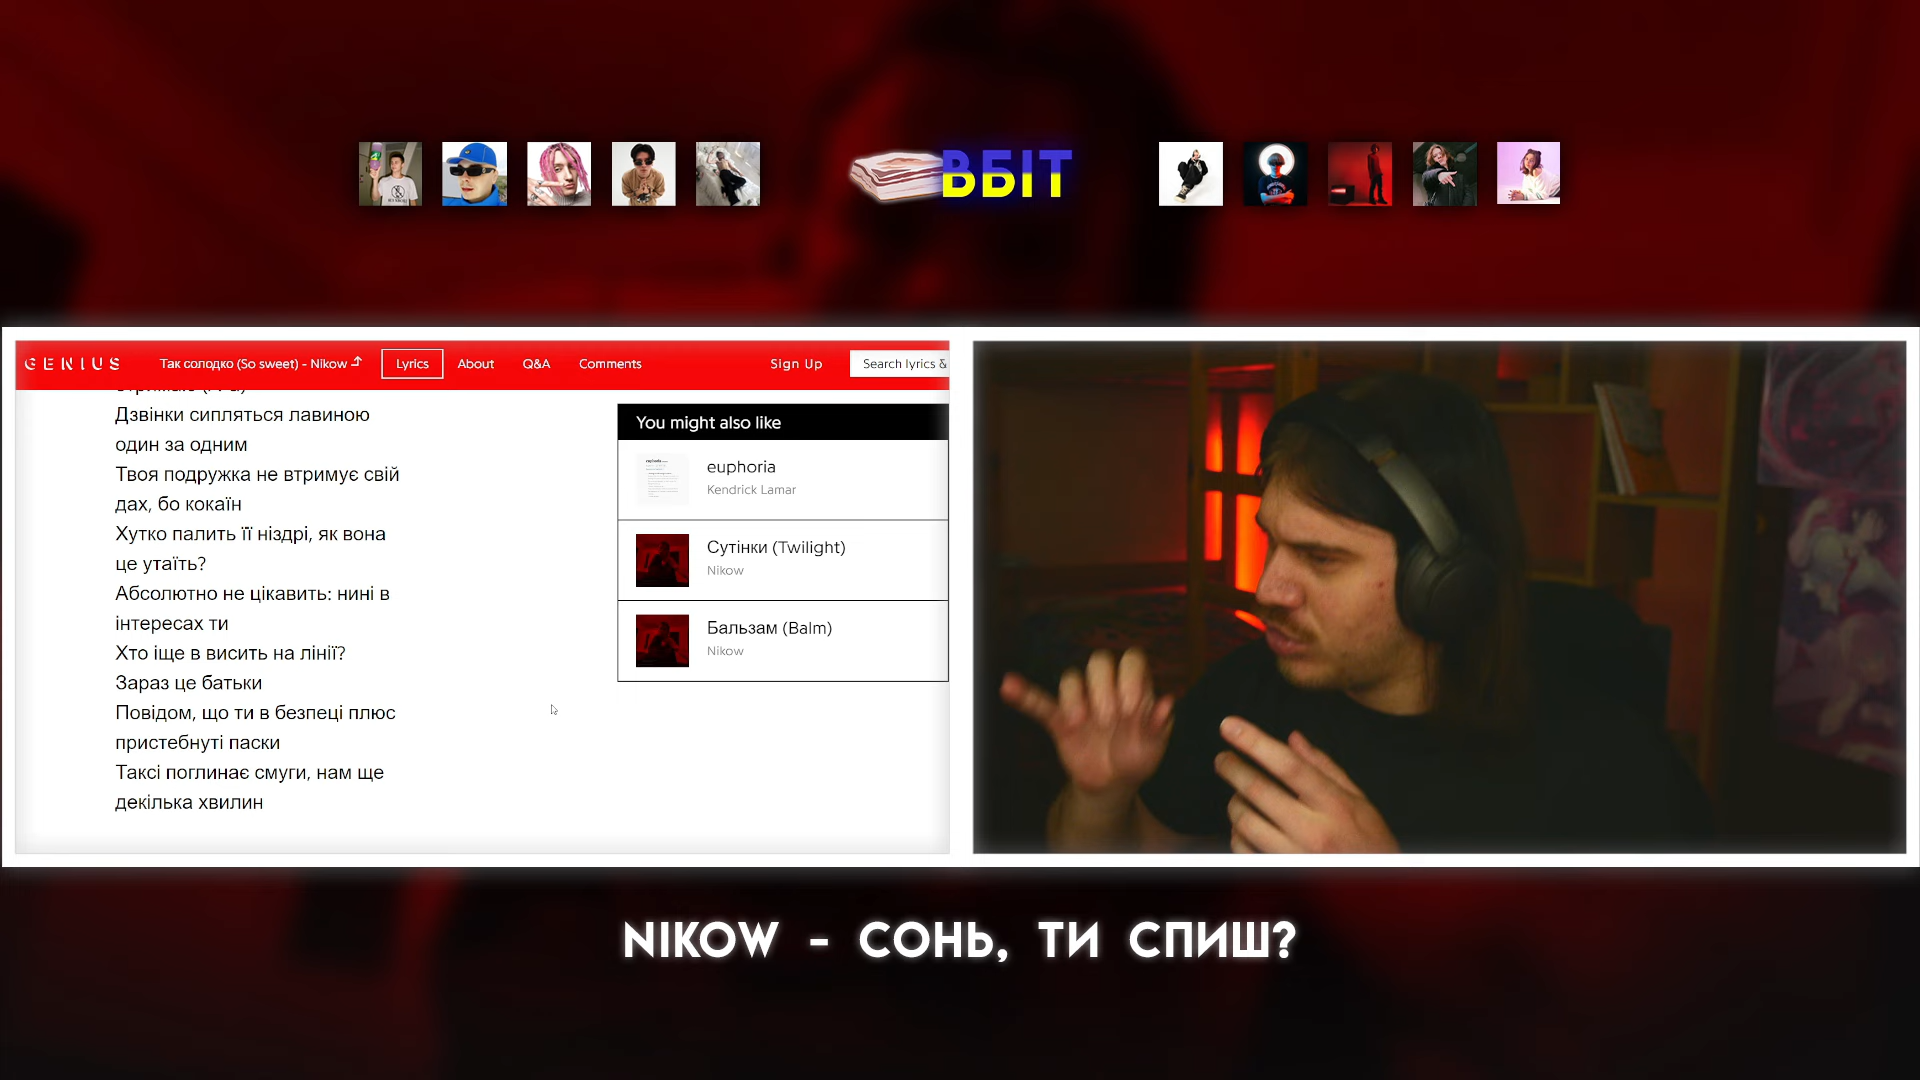 ВБІТ
GENIUS
Так солодко (So sweet) - Nikow
Lyrics
About
Q&A
Comments
Sign Up
Search lyrics &
Дзвінки сипляться лавиною
один за одним
Твоя подружка не втримує свій
дах, бо кокаїн
Хутко палить її ніздрі, як вона
це утаїть?
Абсолютно не цікавить: нині в
інтересах ти
Хто іще в висить на лінії?
Зараз це батьки
Повідом, що ти в безпеці плюс
пристебнуті паски
Таксі поглинає смуги, нам ще
декілька хвилин
You might also like
euphoria
Kendrick Lamar
Сутінки (Twilight)
Nikow
Бальзам (Balm)
Nikow
NIKOW - СОНЬ, ТИ СПИШ?